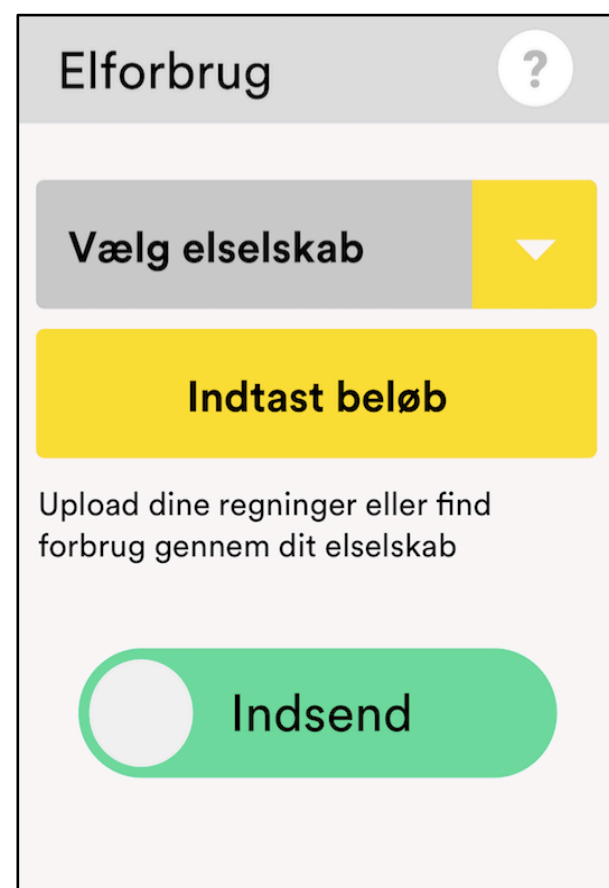 Elforbrug
?
Vælg elselskab
Indtast beløb
Upload dine regninger eller find
forbrug gennem dit elselskab
Indsend